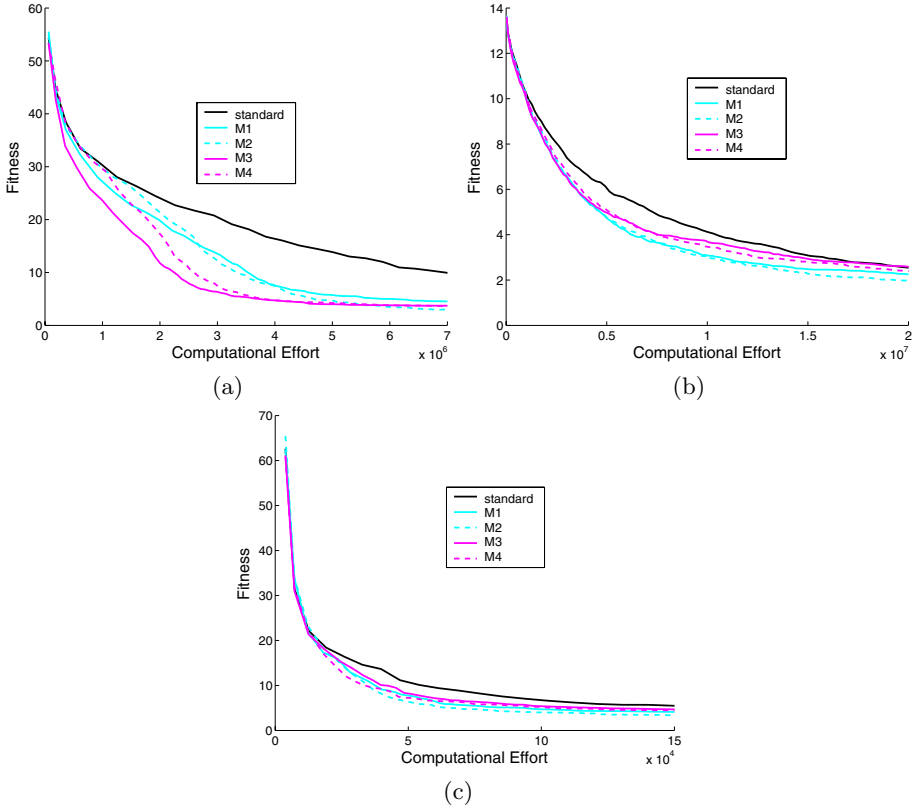 60
50
40
30
20
10
0
Fitness
standard
M1
M2
M3
M4
0 1 2 3 4 5 6 7
Computational Effort
x 10^6
(a)
14
12
10
8
6
4
2
0
Fitness
standard
M1
M2
M3
M4
0 0.5 1 1.5 2
Computational Effort
x 10^7
(b)
70
60
50
40
30
20
10
0
Fitness
standard
M1
M2
M3
M4
0 5 10 15
Computational Effort
x 10^4
(c)